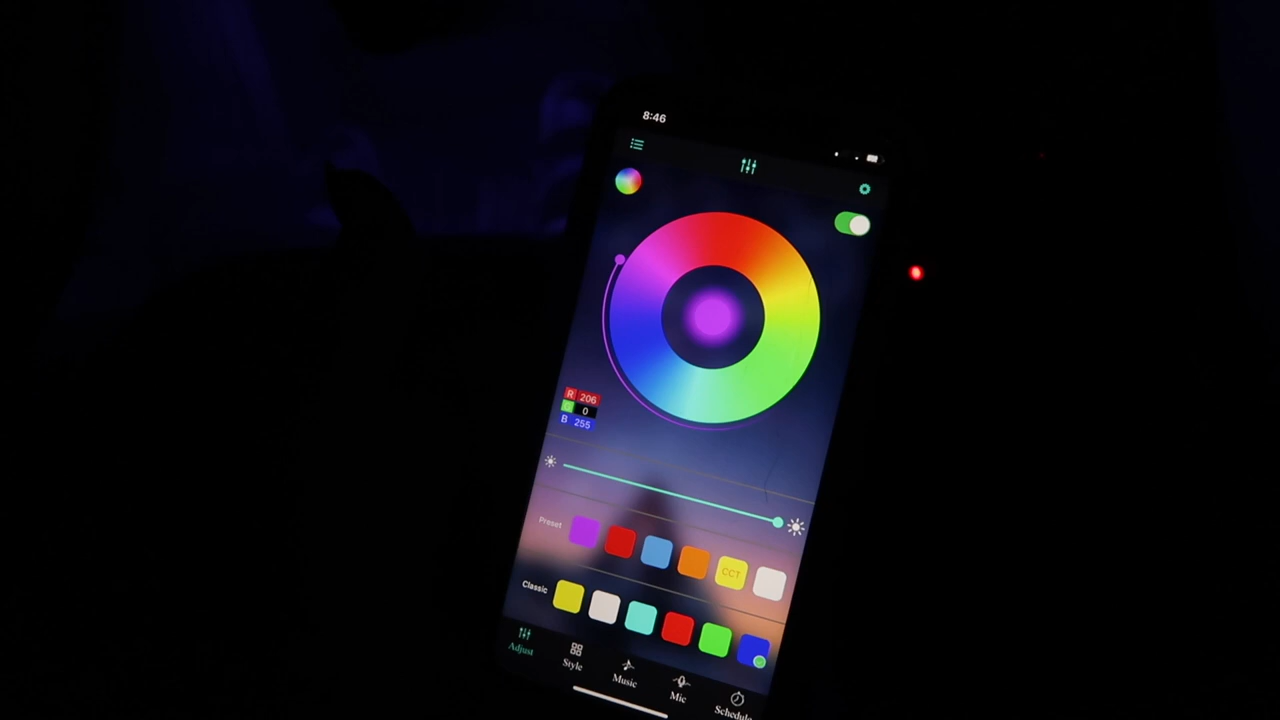 8:46
R 206
G 0
B 255
Preset
CCT
Classic
Adjust Style Music Mic Schedule